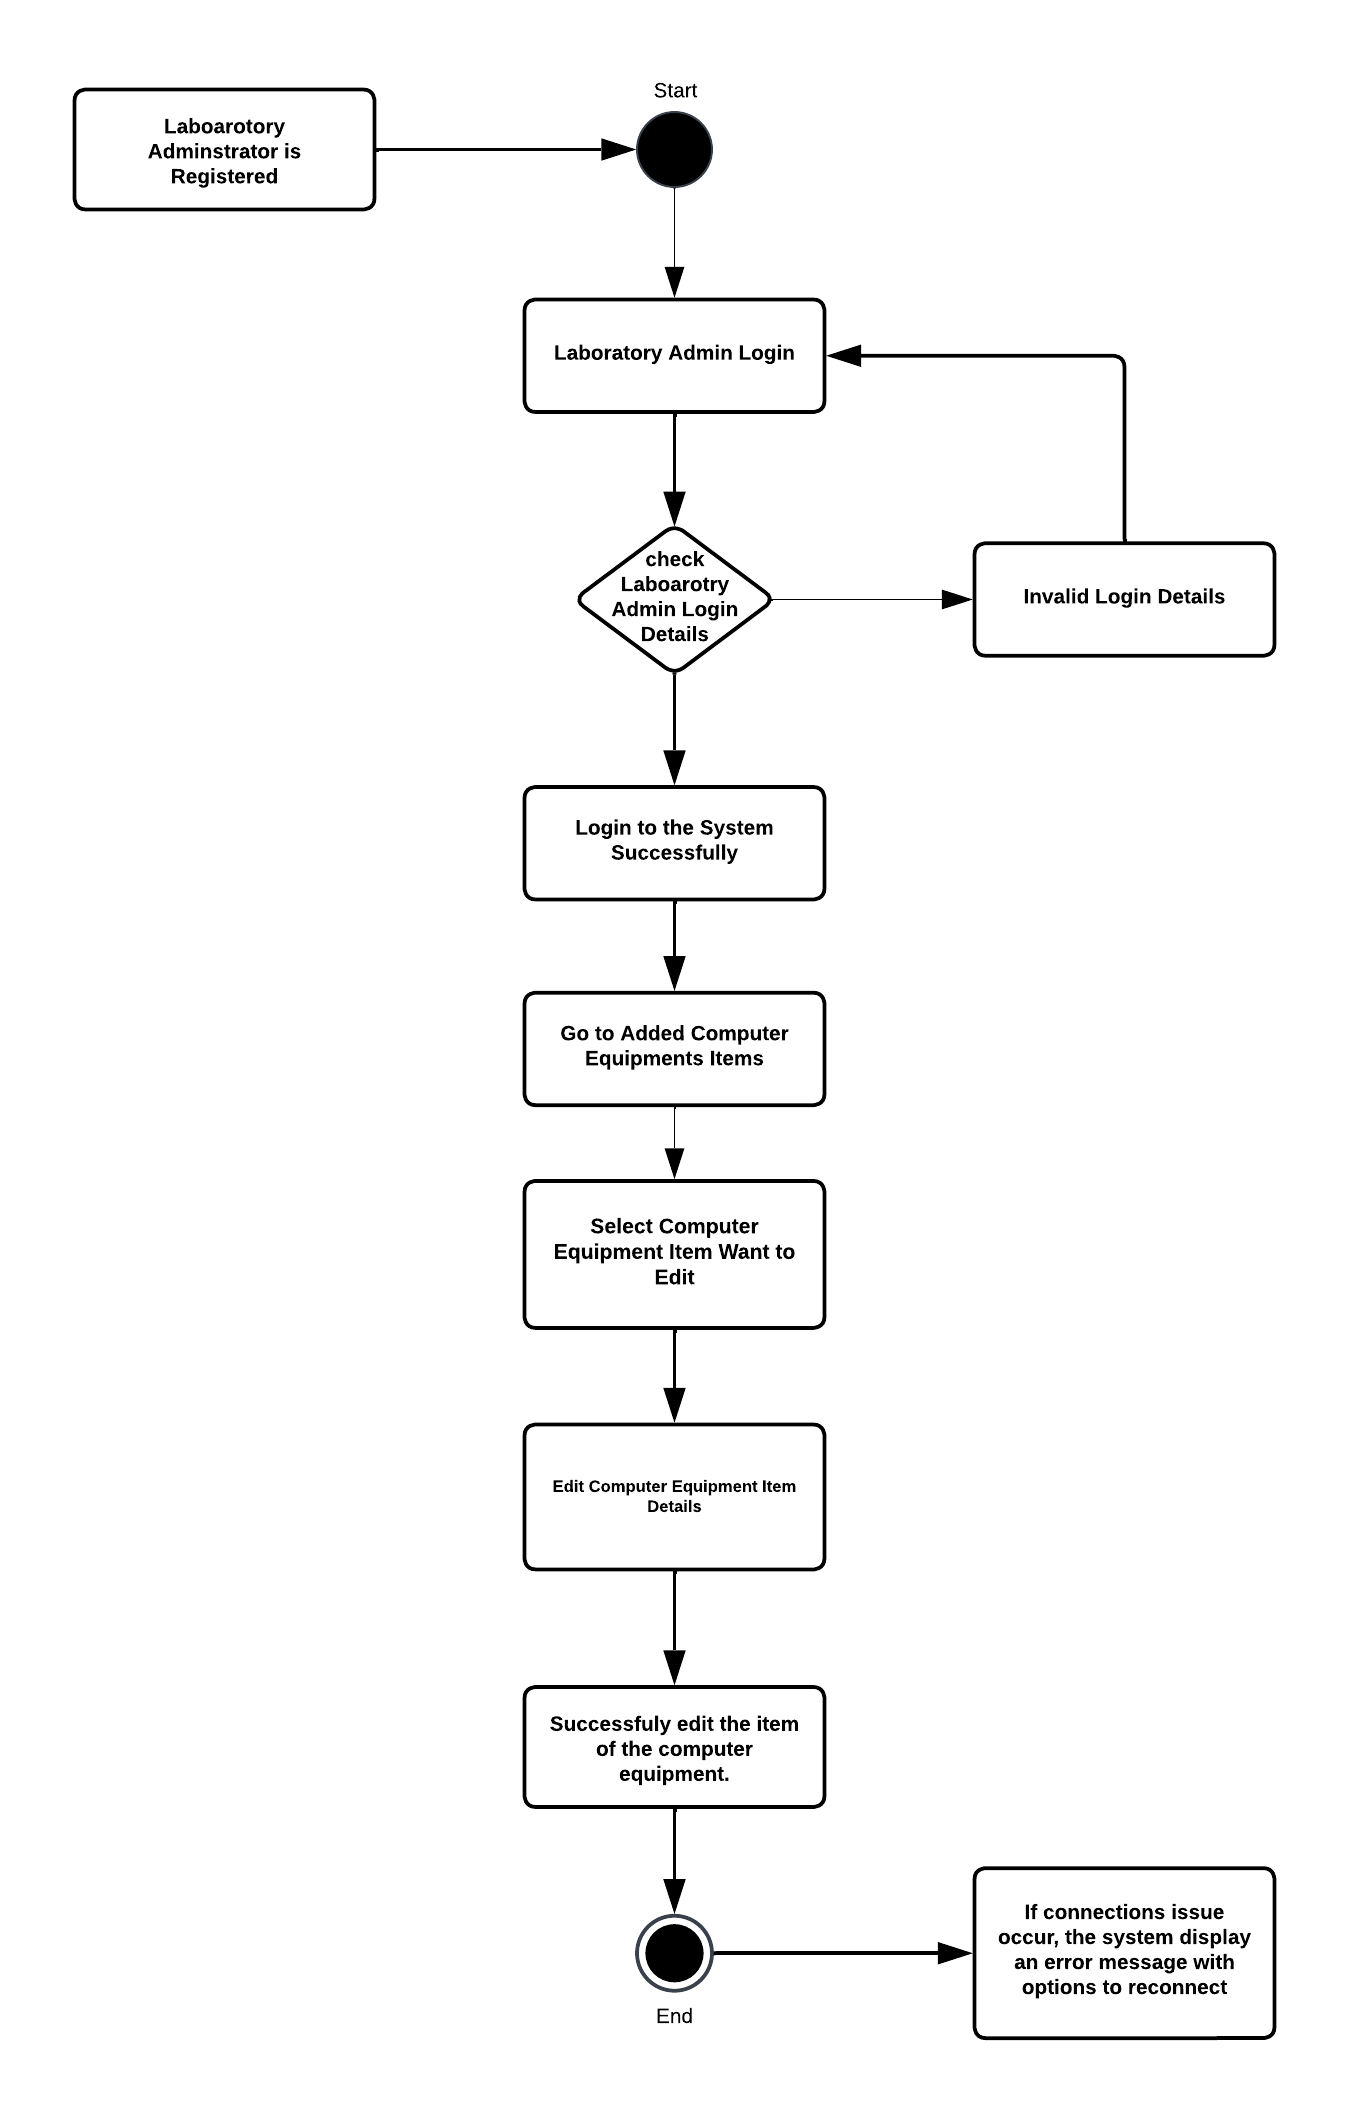 Start
Laboarotory
Adminstrator is
Registered
Laboratory Admin Login
check
Laboarotry
Admin Login
Details
Invalid Login Details
Login to the System
Successfully
Go to Added Computer
Equipments Items
Select Computer
Equipment Item Want to
Edit
Edit Computer Equipment Item
Details
Successfuly edit the item
of the computer
equipment.
If connections issue
occur, the system display
an error message with
options to reconnect
End